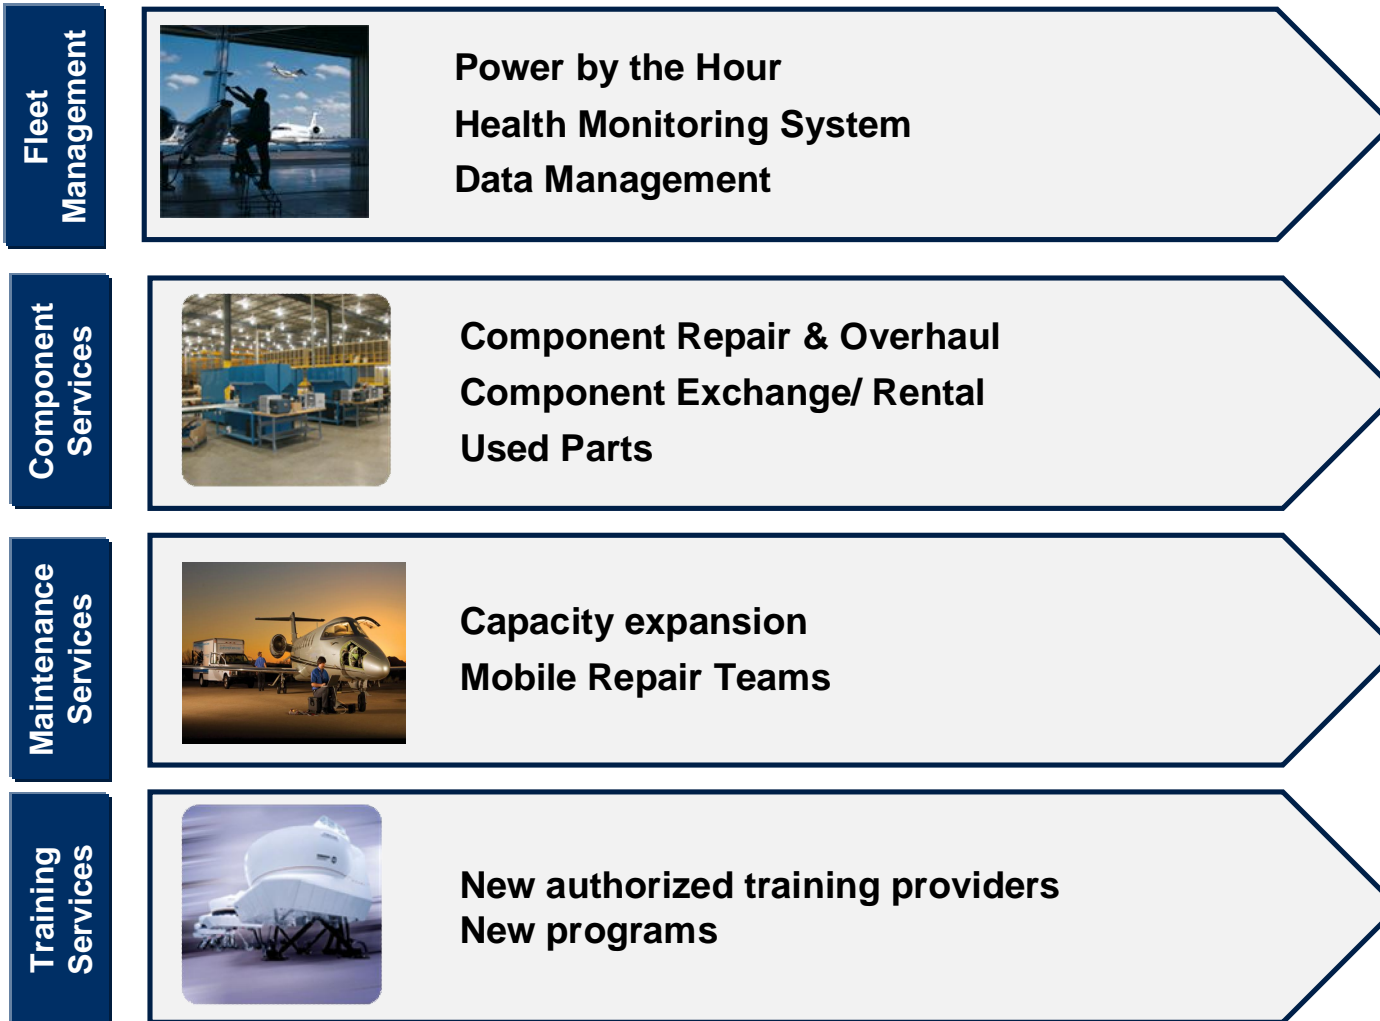 Fleet
Management
Power by the Hour
Health Monitoring System
Data Management
Component
Services
Component Repair & Overhaul
Component Exchange/ Rental
Used Parts
Maintenance
Services
Capacity expansion
Mobile Repair Teams
Training
Services
New authorized training providers
New programs